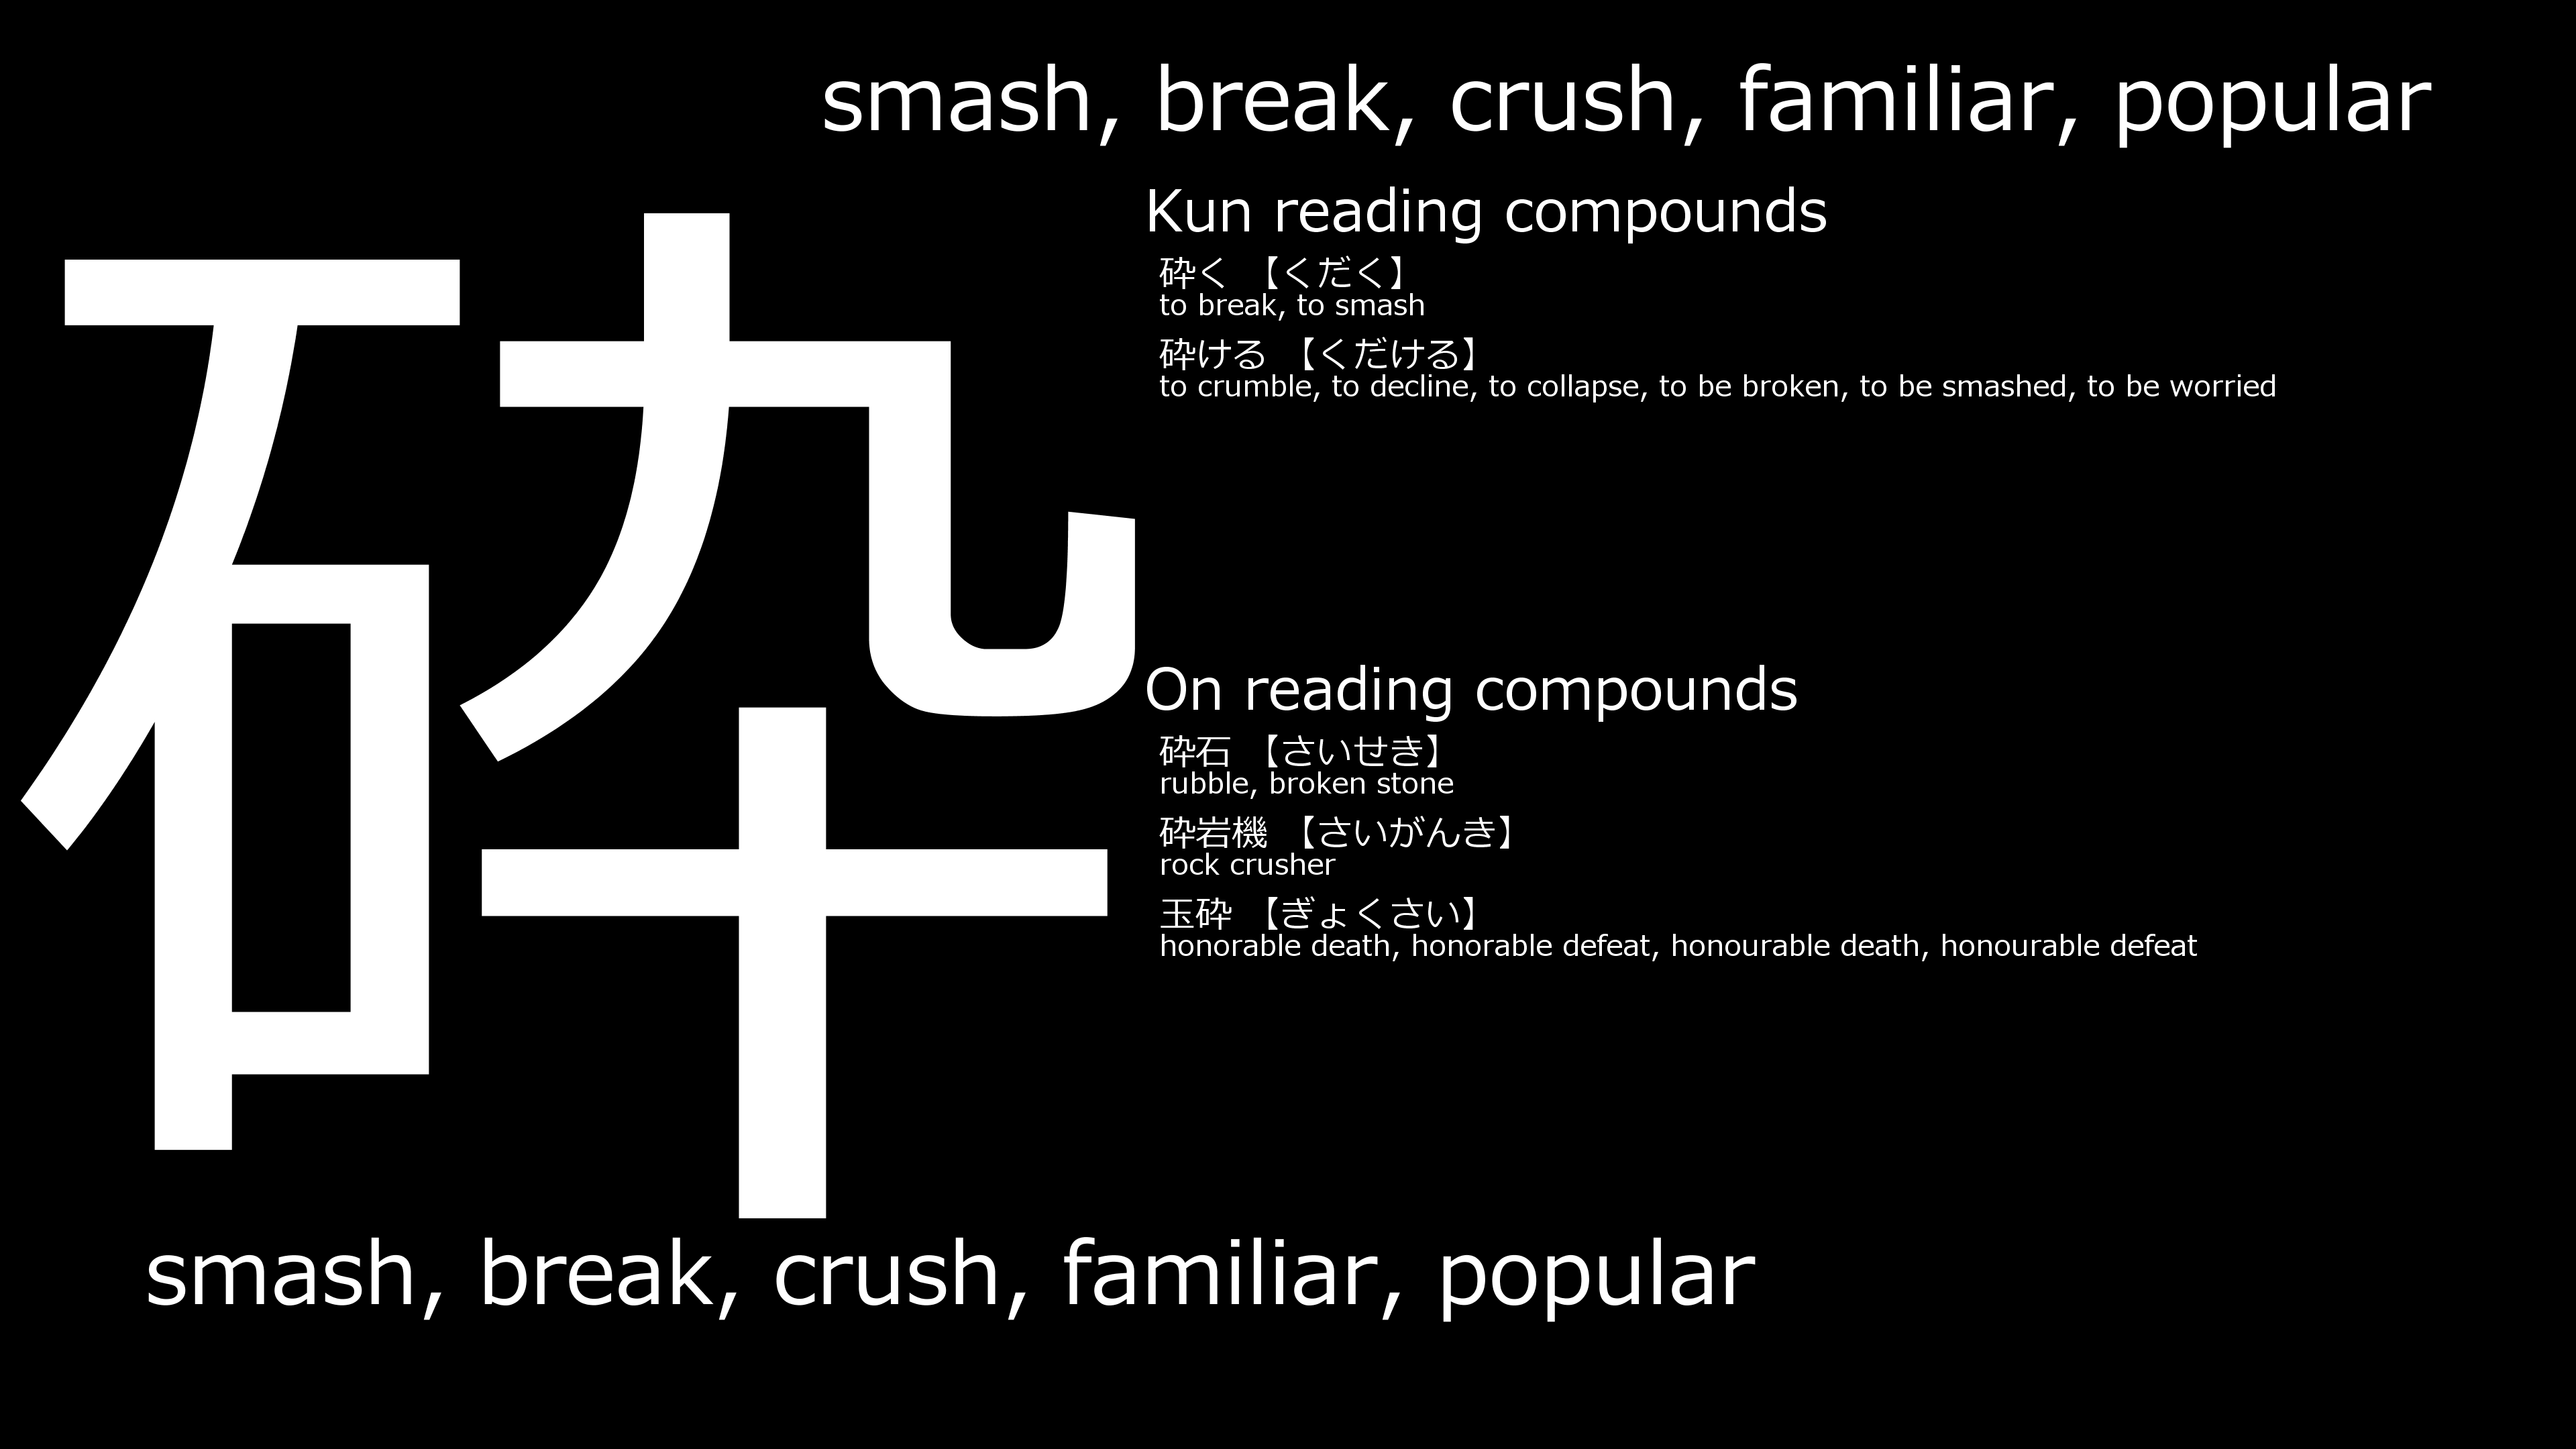 smash, break, crush, familiar, popular
砕
Kun reading compounds
砕く 【くだく】
to break, to smash
砕ける 【くだける】
to crumble, to decline, to collapse, to be broken, to be smashed, to be worried
On reading compounds
砕石 【さいせき】
rubble, broken stone
砕岩機 【さいがんき】
rock crusher
玉砕 【ぎょくさい】
honorable death, honorable defeat, honourable death, honourable defeat
smash, break, crush, familiar, popular